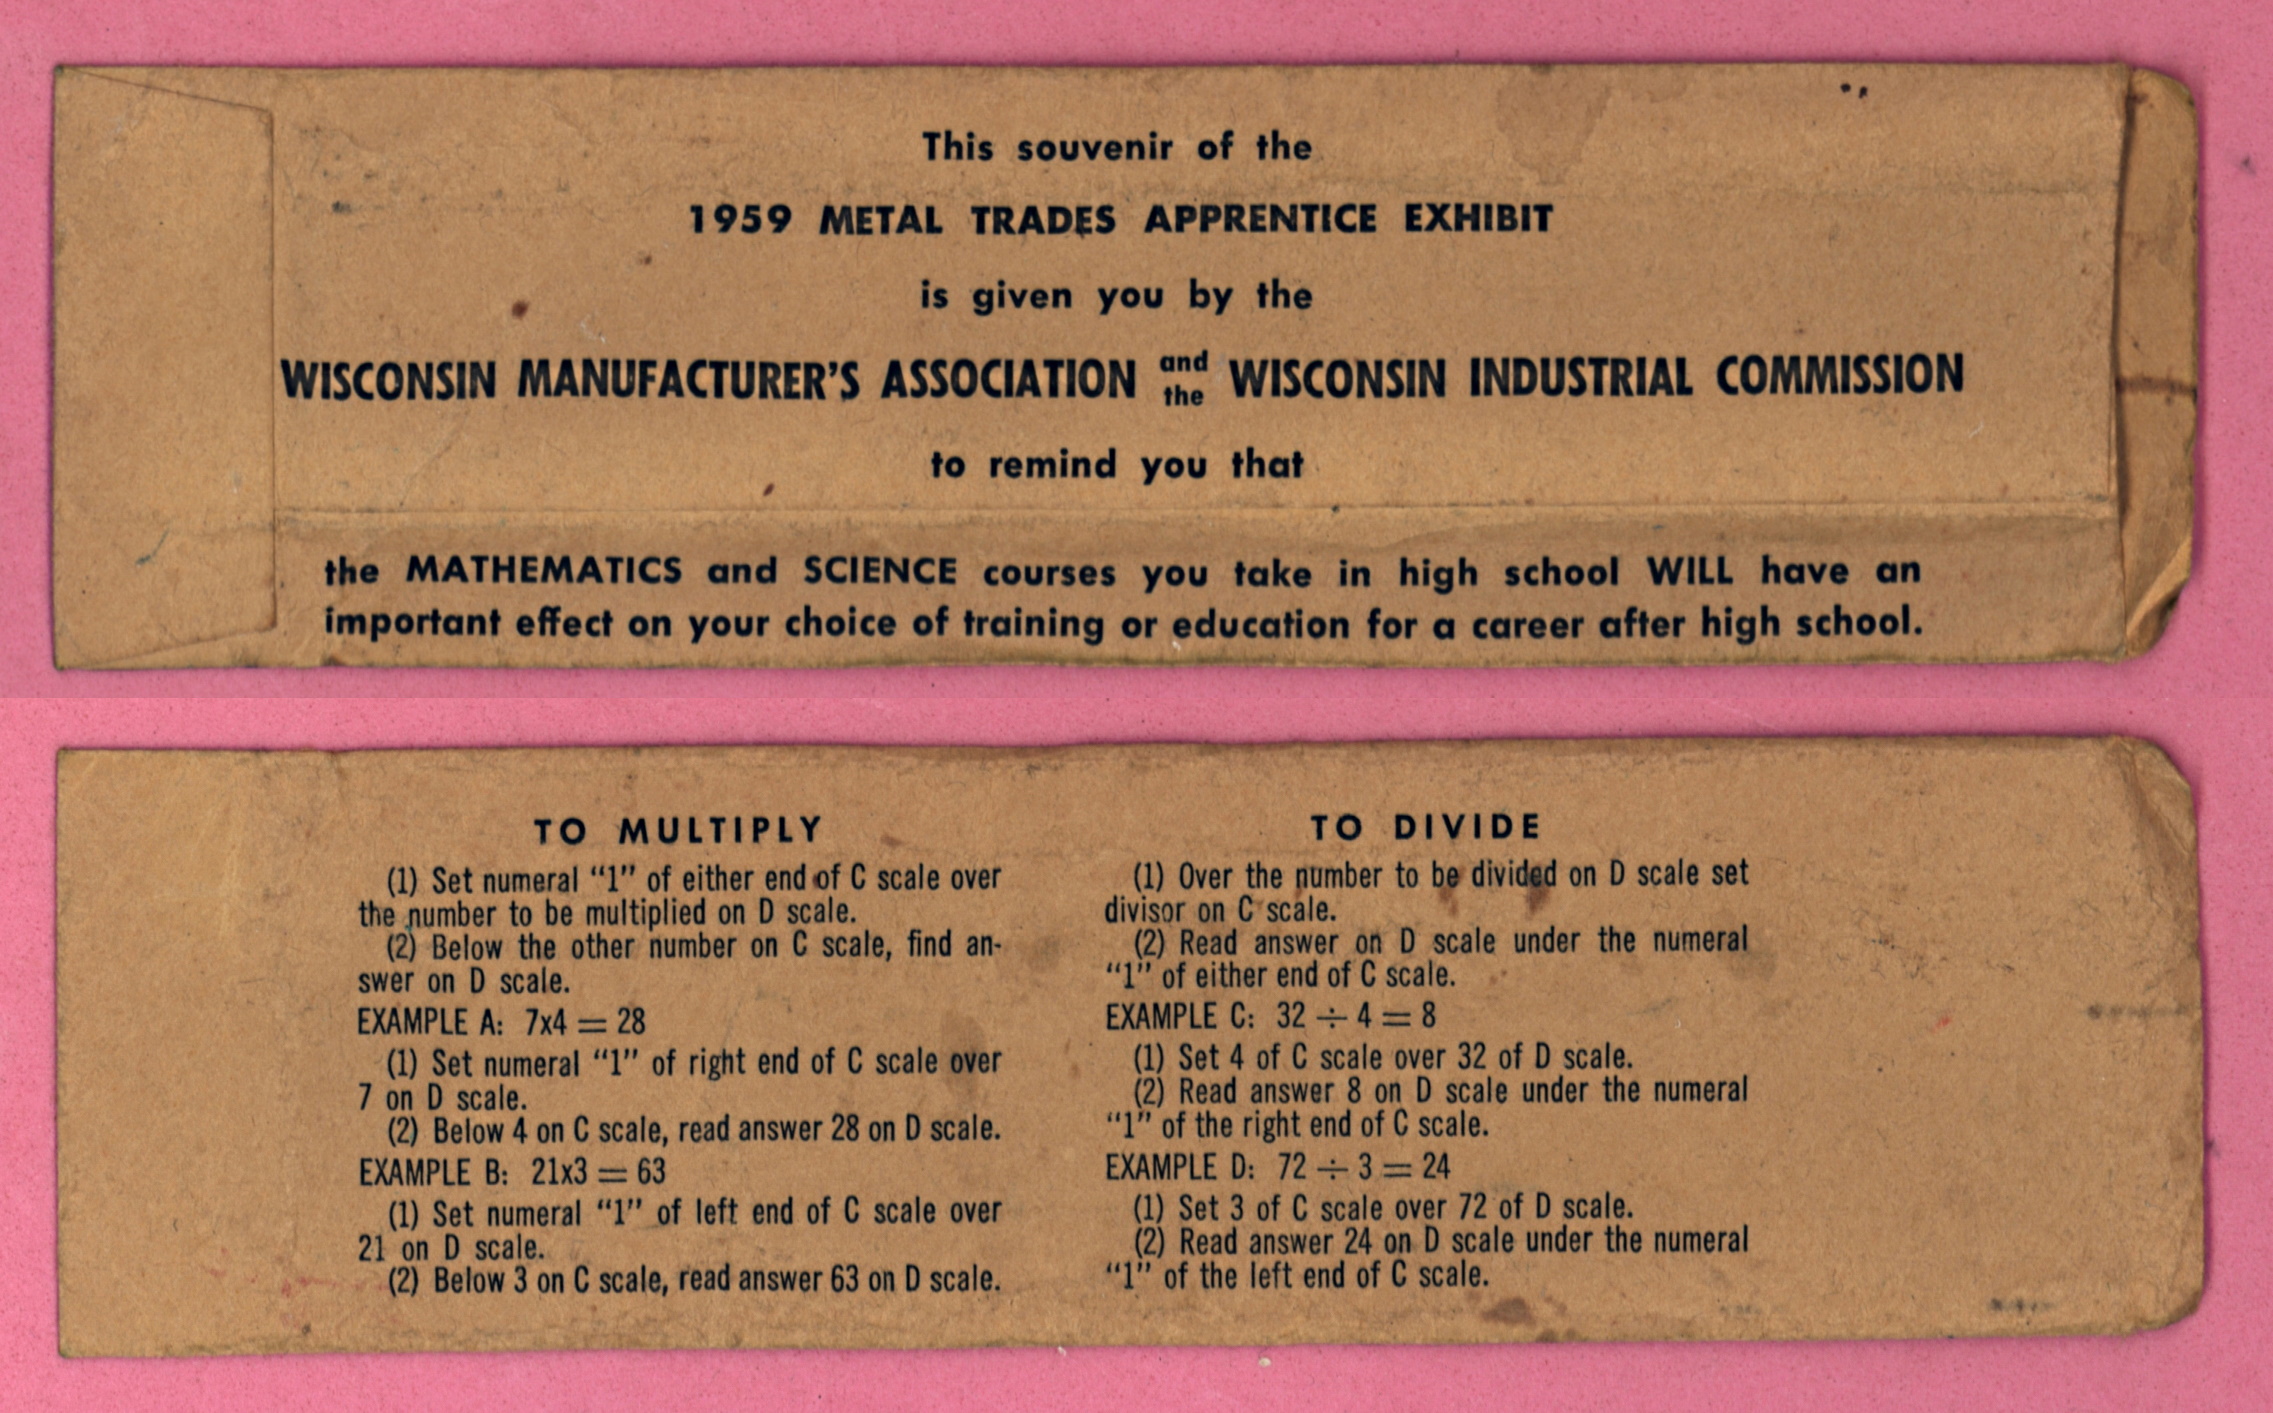 This souvenir of the
1959 METAL TRADES APPRENTICE EXHIBIT
is given you by the
WISCONSIN MANUFACTURER'S ASSOCIATION and the WISCONSIN INDUSTRIAL COMMISSION
to remind you that
the MATHEMATICS and SCIENCE courses you take in high school WILL have an
important effect on your choice of training or education for a career after high school.
TO MULTIPLY
(1) Set numeral “1” of either end of C scale over
the number to be multiplied on D scale.
(2) Below the other number on C scale, find an-
swer on D scale.
EXAMPLE A: 7x4 = 28
(1) Set numeral “1” of right end of C scale over
7 on D scale.
(2) Below 4 on C scale, read answer 28 on D scale.
EXAMPLE B: 21x3 = 63
(1) Set numeral “1” of left end of C scale over
21 on D scale.
(2) Below 3 on C scale, read answer 63 on D scale.
TO DIVIDE
(1) Over the number to be divided on D scale set
divisor on C scale.
(2) Read answer on D scale under the numeral
“1” of either end of C scale.
EXAMPLE C: 32 ÷ 4 = 8
(1) Set 4 of C scale over 32 of D scale.
(2) Read answer 8 on D scale under the numeral
“1” of the right end of C scale.
EXAMPLE D: 72 ÷ 3 = 24
(1) Set 3 of C scale over 72 of D scale.
(2) Read answer 24 on D scale under the numeral
“1” of the left end of C scale.